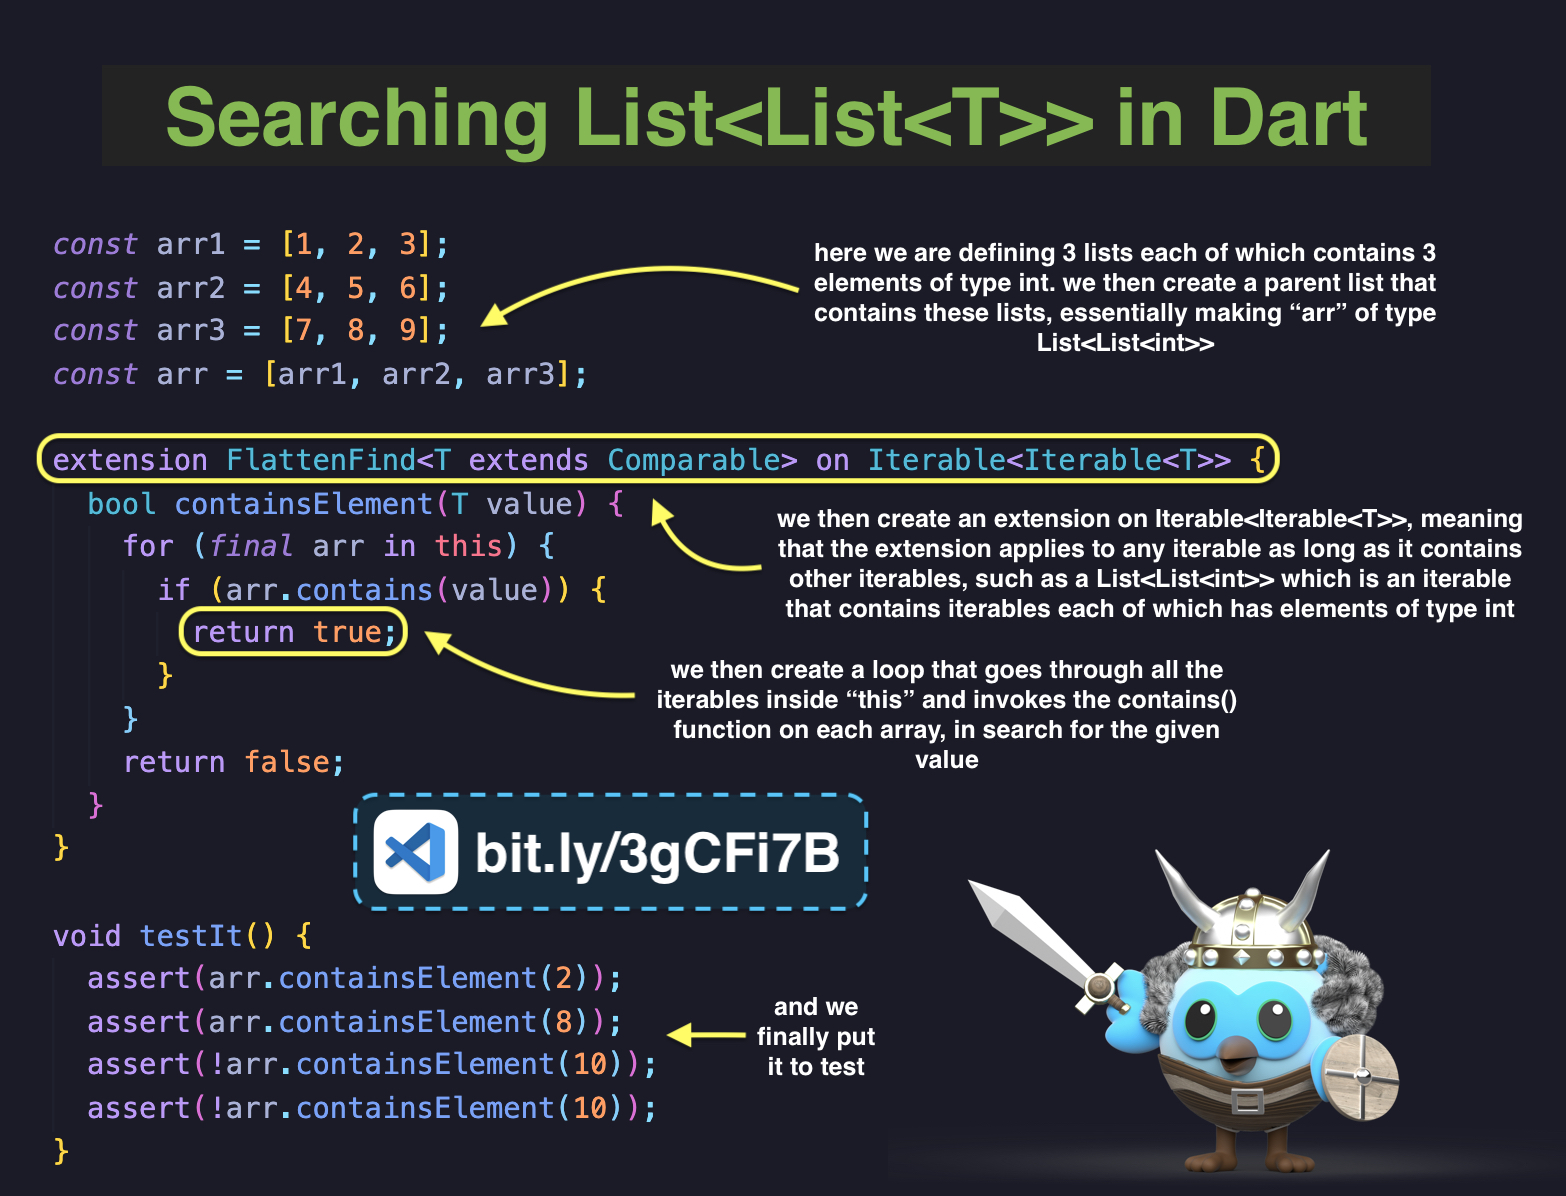 Searching List<List<T>> in Dart
const arr1 = [1, 2, 3];
const arr2 = [4, 5, 6];
const arr3 = [7, 8, 9];
const arr = [arr1, arr2, arr3];
here we are defining 3 lists each of which contains 3
elements of type int. we then create a parent list that
contains these lists, essentially making “arr” of type
List<List<int>>
extension FlattenFind<T extends Comparable> on Iterable<Iterable<T>> {
  bool containsElement(T value) {
    for (final arr in this) {
      if (arr.contains(value)) {
        return true;
      }
    }
    return false;
  }
}
we then create an extension on Iterable<Iterable<T>>, meaning
that the extension applies to any iterable as long as it contains
other iterables, such as a List<List<int>> which is an iterable
that contains iterables each of which has elements of type int
we then create a loop that goes through all the
iterables inside “this” and invokes the contains()
function on each array, in search for the given
value
bit.ly/3gCFi7B
void testIt() {
  assert(arr.containsElement(2));
  assert(arr.containsElement(8));
  assert(!arr.containsElement(10));
  assert(!arr.containsElement(10));
}
and we
finally put
it to test